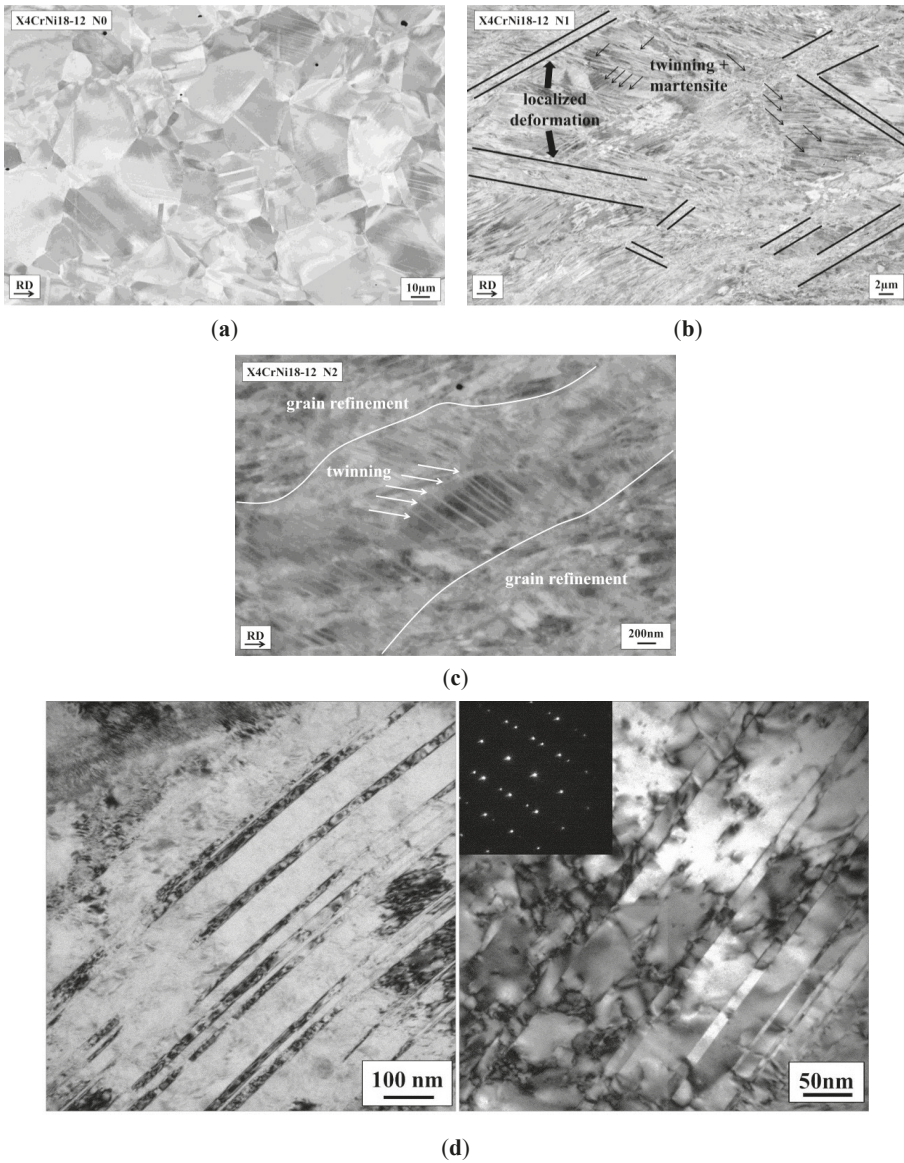 X4CrNi18-12 N0
RD
10µm
(a)
X4CrNi18-12 N1
twinning +
martensite
localized
deformation
RD
2µm
(b)
X4CrNi18-12 N2
grain refinement
twinning
grain refinement
RD
200nm
(c)
100 nm
50nm
(d)